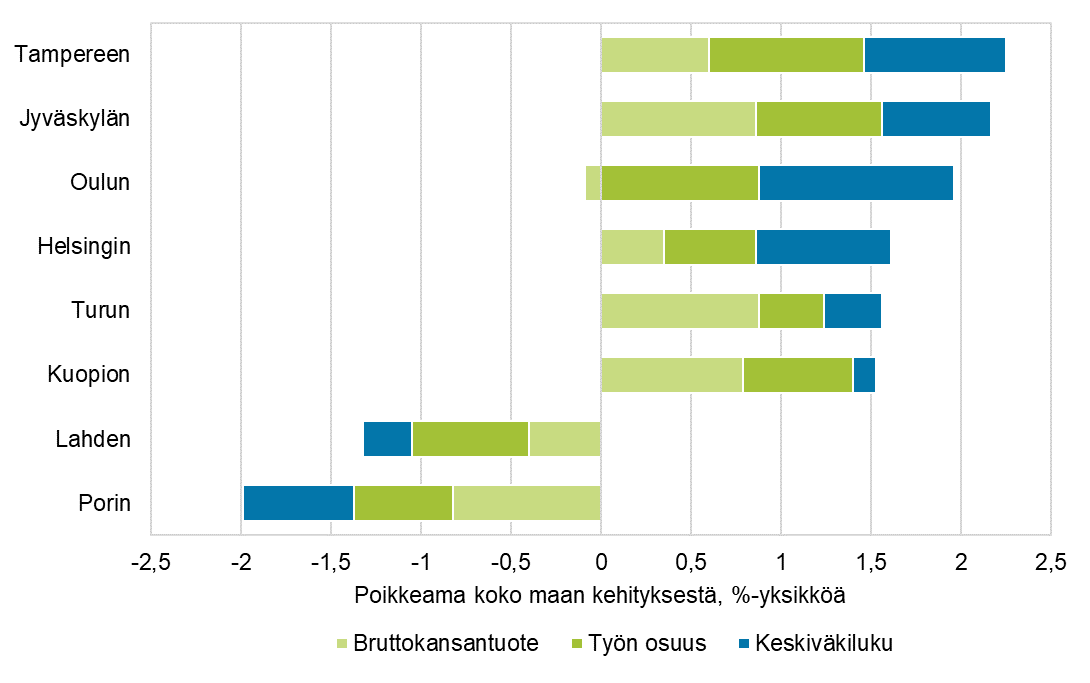 Tampereen
Jyväskylän
Oulun
Helsingin
Turun
Kuopion
Lahden
Porin
-2,5 -2 -1,5 -1 -0,5 0 0,5 1 1,5 2 2,5
Poikkeama koko maan kehityksestä, %-yksikköä
Bruttokansantuote Työn osuus Keskiväkiluku